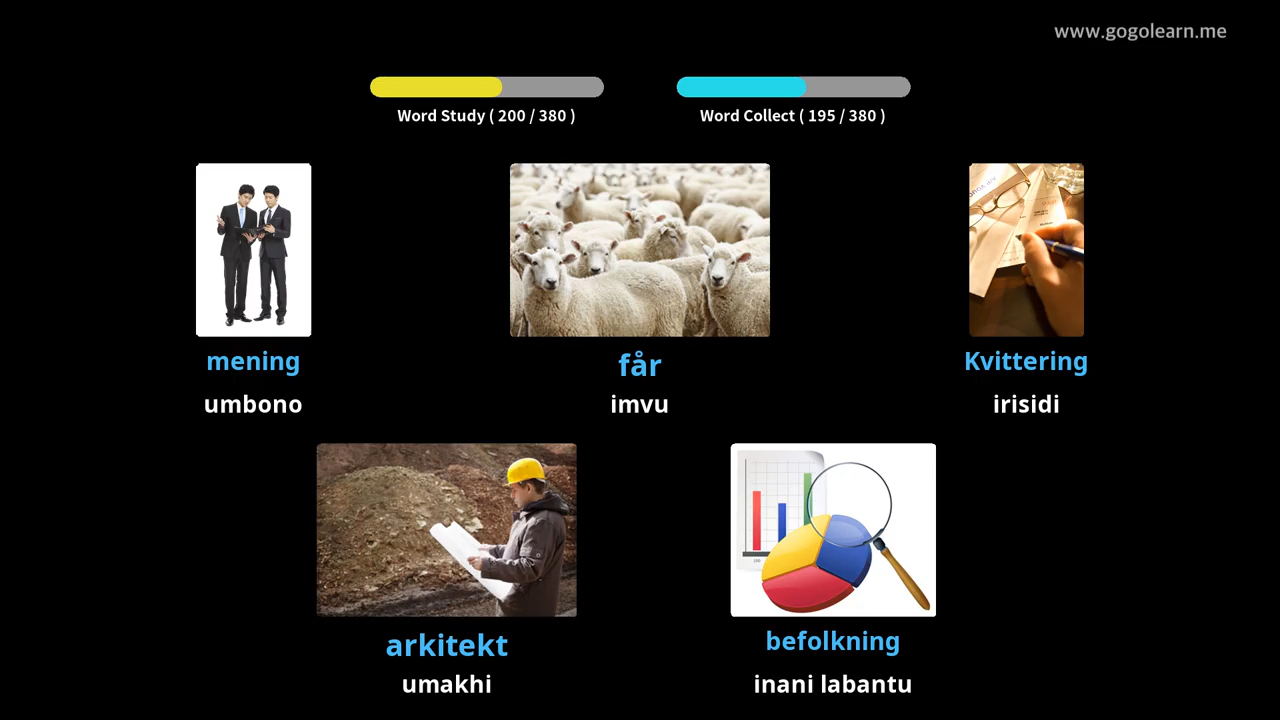 www.gogolearn.me
Word Study ( 200 / 380 )
Word Collect ( 195 / 380 )
mening
får
Kvittering
umbono
imvu
irisidi
arkitekt
befolkning
umakhi
inani labantu